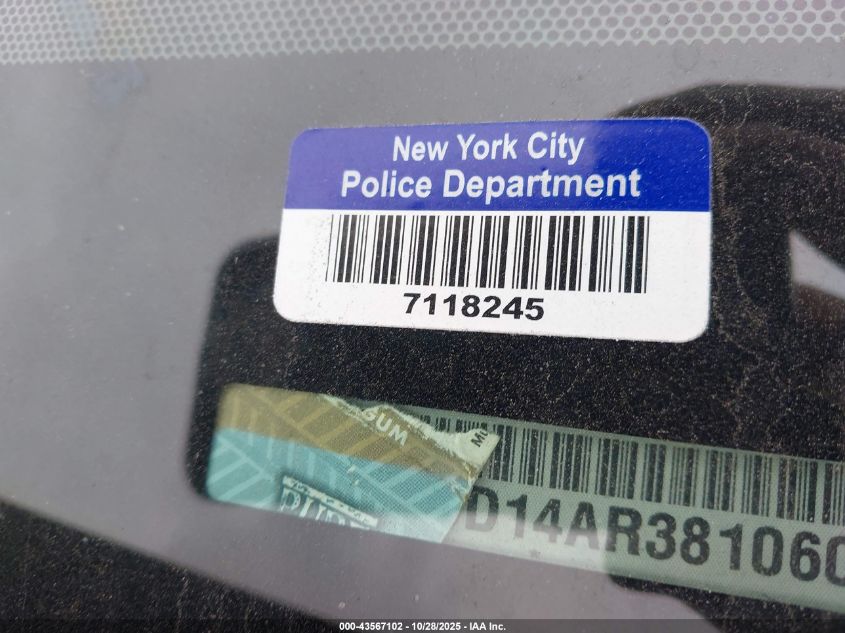 New York City
Police Department
7118245
GUM
D14AR38106
000-43567102 - 10/28/2025 - IAA Inc.